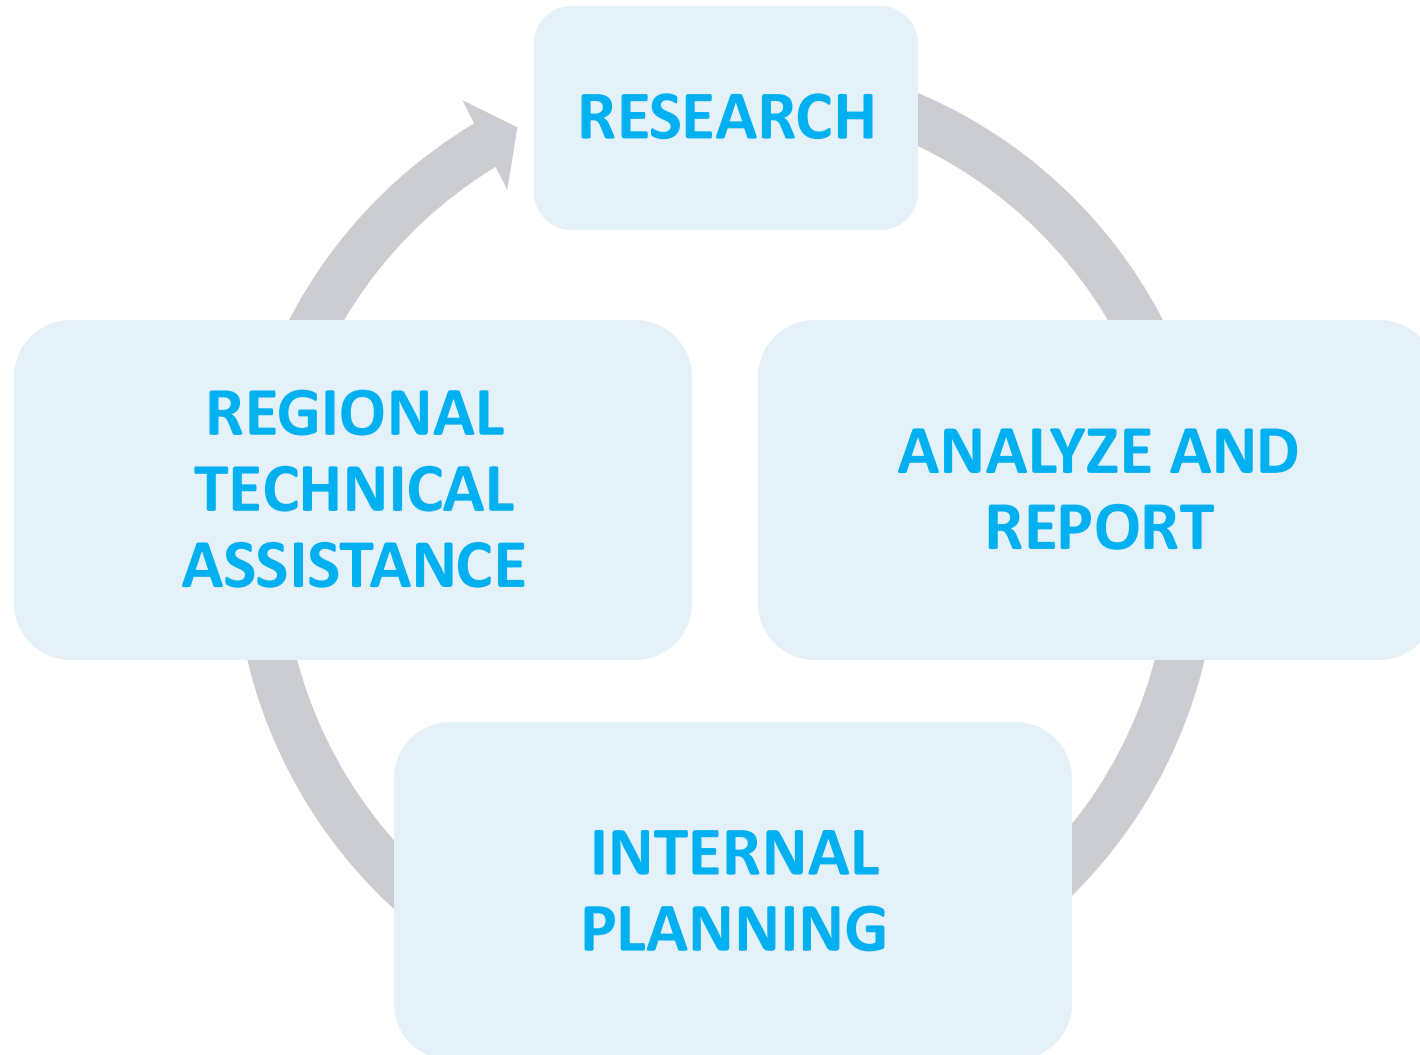 RESEARCH
ANALYZE AND
REPORT
INTERNAL
PLANNING
REGIONAL
TECHNICAL
ASSISTANCE